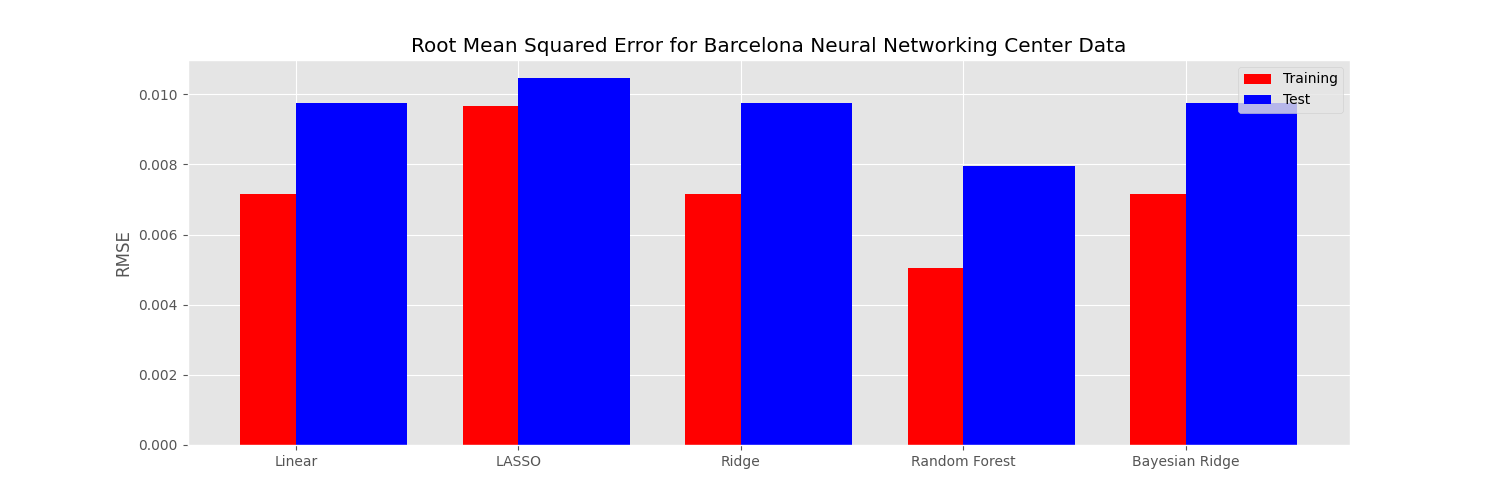 Root Mean Squared Error for Barcelona Neural Networking Center Data
Training
Test
0.010
0.008
0.006
0.004
0.002
0.000
RMSE
Linear
LASSO
Ridge
Random Forest
Bayesian Ridge